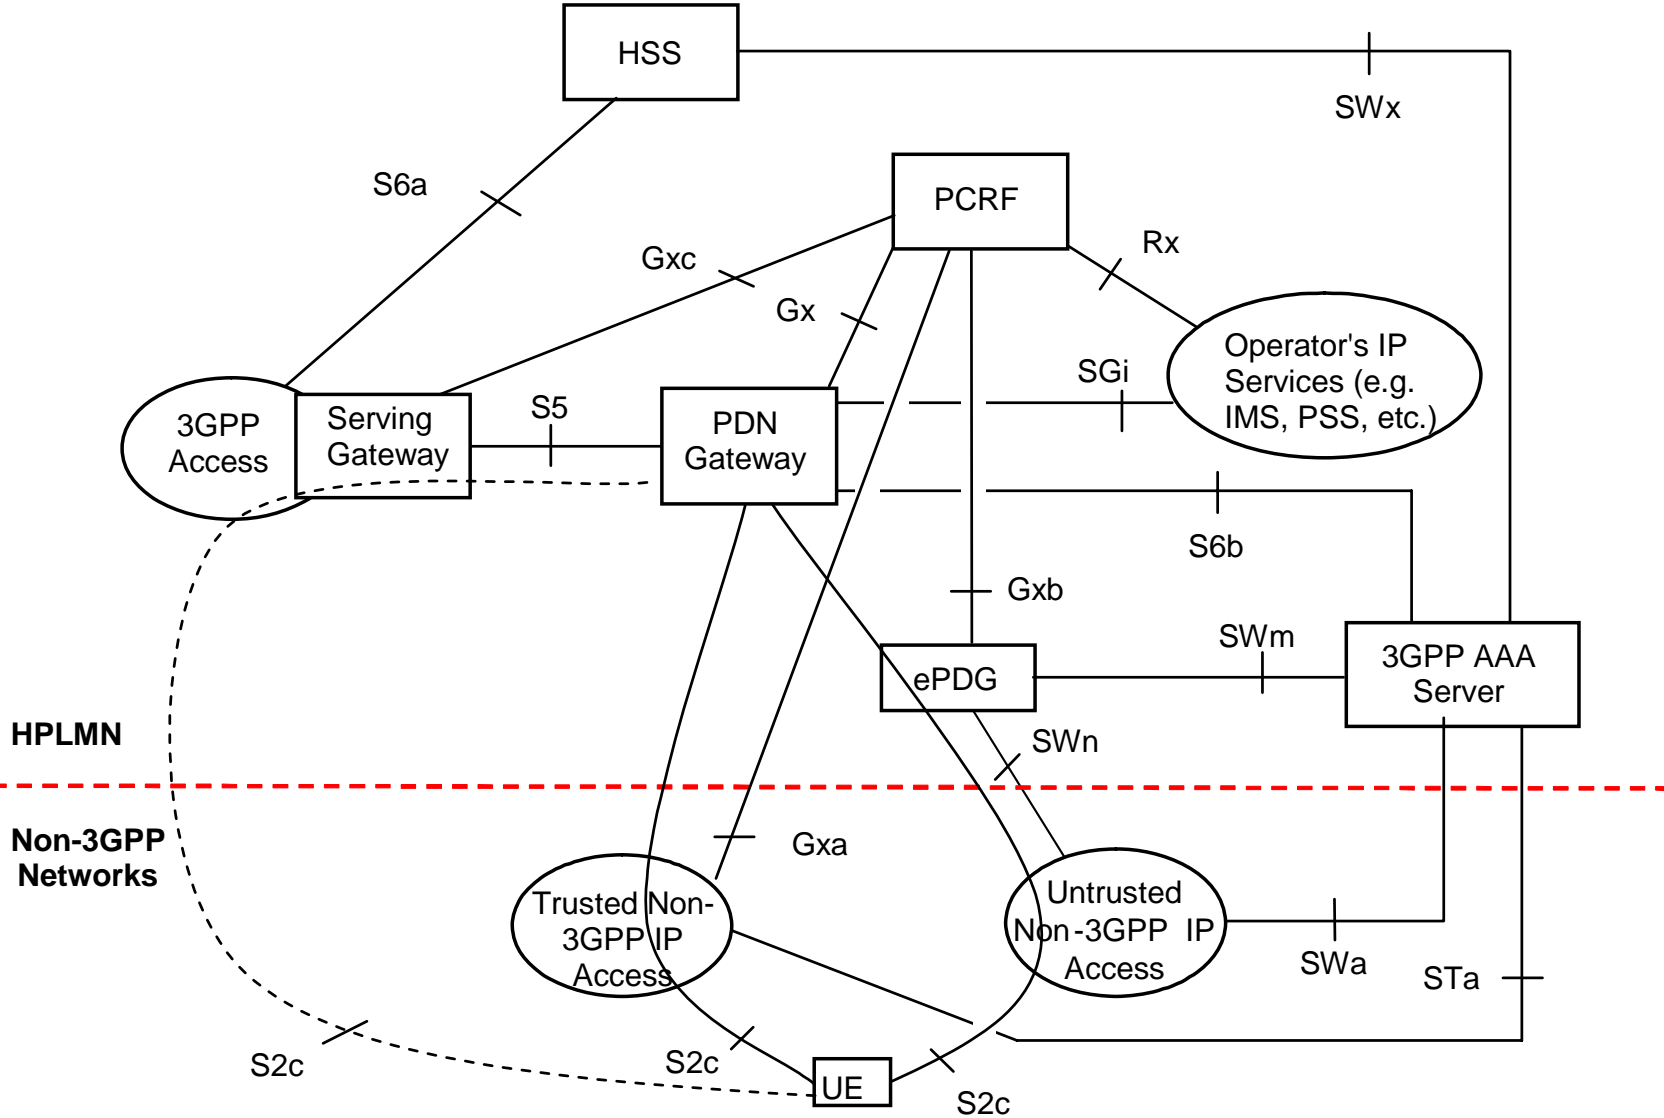 HSS
SWx
S6a
PCRF
Rx
Gxc
Gx
Operator's IP
Services (e.g.
IMS, PSS, etc.)
SGi
S5
3GPP
Access
Serving
Gateway
PDN
Gateway
S6b
Gxb
SWm
3GPP AAA
Server
ePDG
HPLMN
SWn
Non-3GPP
Networks
Gxa
Trusted Non-
3GPP IP
Access
Untrusted
Non-3GPP IP
Access
SWa
STa
S2c
S2c
UE
S2c